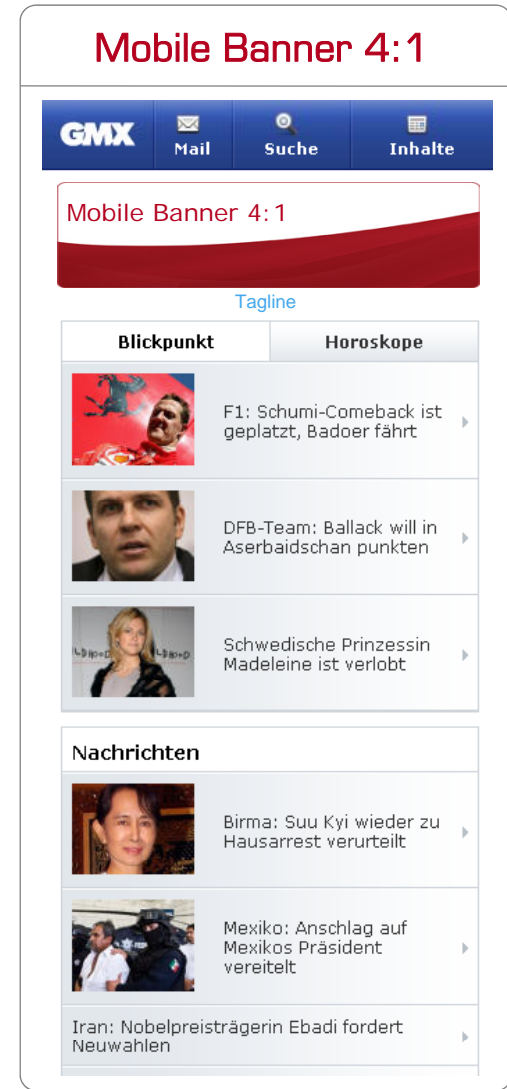 Mobile Banner 4:1
GMX
Mail
Suche
Inhalte
Mobile Banner 4:1
Tagline
Blickpunkt
Horoskope
F1: Schumi-Comeback ist
geplatzt, Badoer fährt
DFB-Team: Ballack will in
Aserbaidschan punkten
Schwedische Prinzessin
Madeleine ist verlobt
Nachrichten
Birma: Suu Kyi wieder zu
Hausarrest verurteilt
Mexiko: Anschlag auf
Mexikos Präsident
vereitelt
Iran: Nobelpreisträgerin Ebadi fordert
Neuwahlen